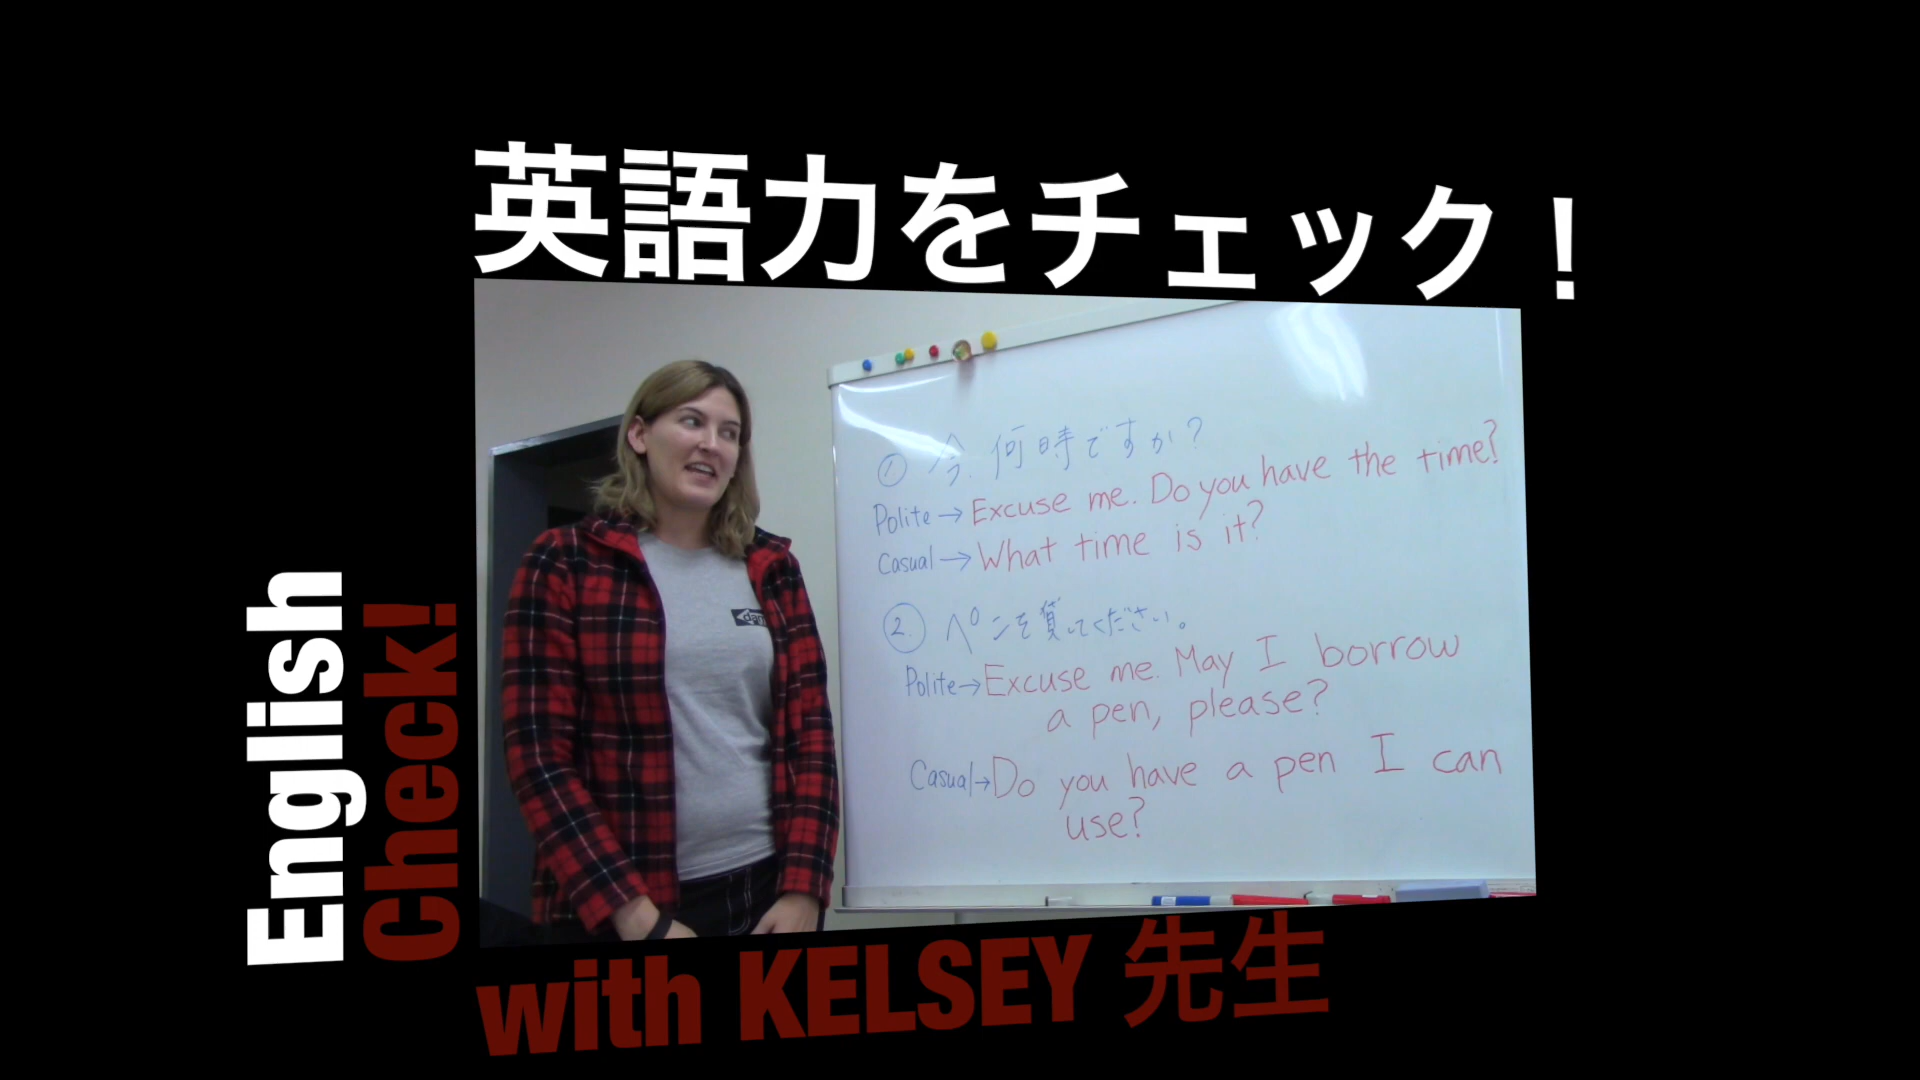 英語力をチェック！
English
Check!
① 今.何時ですか?
Polite→Excuse me. Do you have the time?
Casual→What time is it?
②. ペンを貸してください。
Polite→Excuse me. May I borrow
a pen, please?
Casual→Do you have a pen I can
use?
with KELSEY 先生